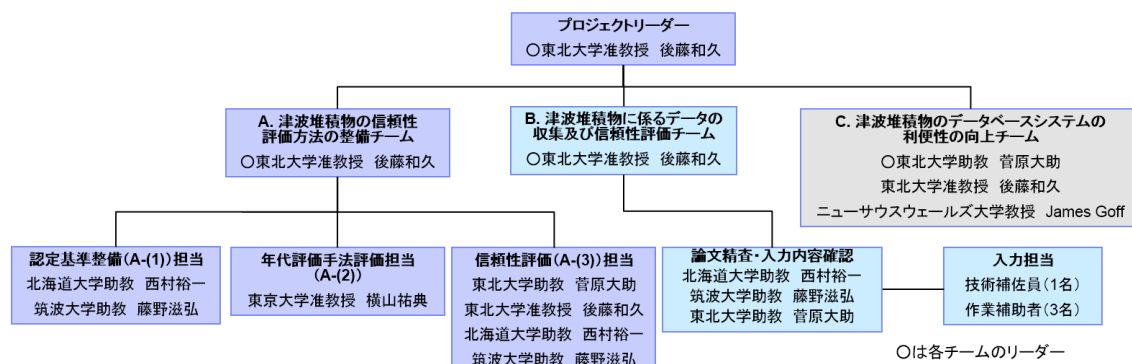 プロジェクトリーダー
〇東北大学准教授 後藤和久
A. 津波堆積物の信頼性
評価方法の整備チーム
〇東北大学准教授 後藤和久
B. 津波堆積物に係るデータの
収集及び信頼性評価チーム
〇東北大学准教授 後藤和久
C. 津波堆積物のデータベースシステムの
利便性の向上チーム
〇東北大学助教 菅原大助
東北大学准教授 後藤和久
ニューサウスウェールズ大学教授 James Goff
認定基準整備(A-(1))担当
北海道大学助教 西村裕一
筑波大学助教 藤野滋弘
年代評価手法評価担当
(A-(2))
東京大学准教授 横山祐典
信頼性評価(A-(3))担当
東北大学助教 菅原大助
東北大学准教授 後藤和久
北海道大学助教 西村裕一
筑波大学助教 藤野滋弘
論文精査・入力内容確認
北海道大学助教 西村裕一
筑波大学助教 藤野滋弘
東北大学助教 菅原大助
入力担当
技術補佐員(1名)
作業補助者(3名)
〇は各チームのリーダー